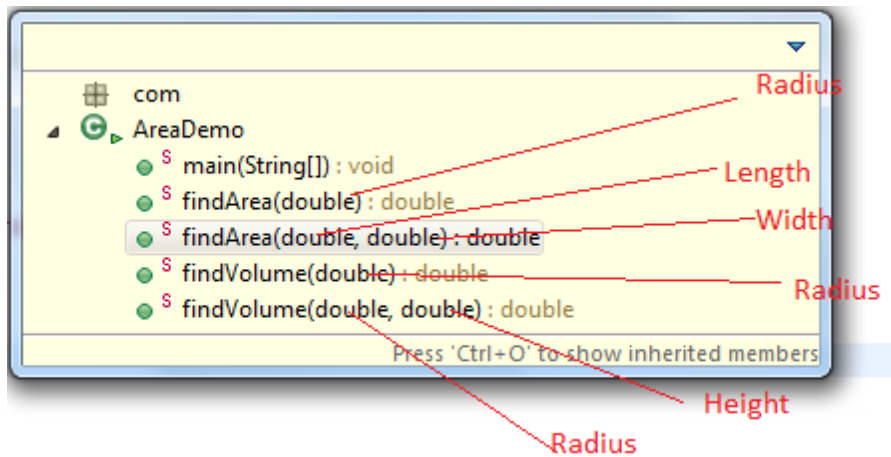 com
Radius
AreaDemo
S main(String[]) : void
S findArea(double) : double
Length
S findArea(double, double) : double
Width
S findVolume(double) : double
Radius
S findVolume(double, double) : double
Press 'Ctrl+O' to show inherited members
Height
Radius